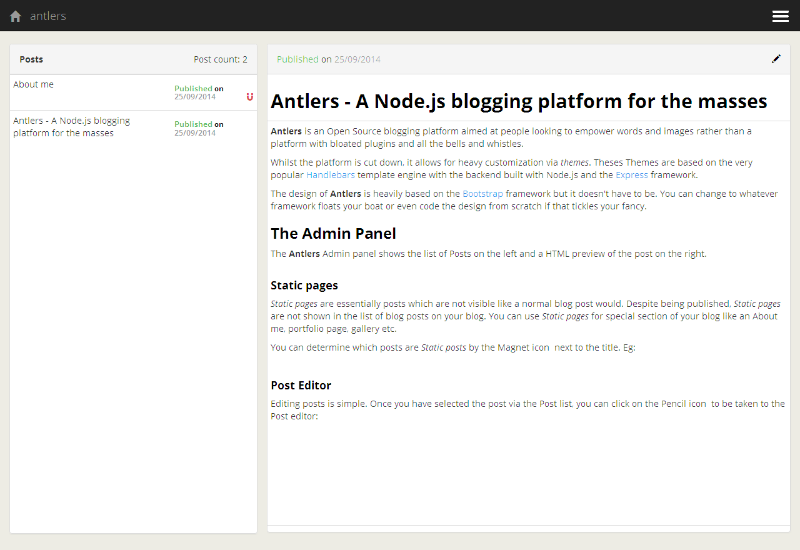 antlers
Posts
Post count: 2
About me
Published on
25/09/2014
Antlers - A Node.js blogging
platform for the masses
Published on
25/09/2014
Published on 25/09/2014
Antlers - A Node.js blogging platform for the masses
Antlers is an Open Source blogging platform aimed at people looking to empower words and images rather than a
platform with bloated plugins and all the bells and whistles.
Whilst the platform is cut down, it allows for heavy customization via themes. Theses Themes are based on the very
popular Handlebars template engine with the backend built with Node.js and the Express framework.
The design of Antlers is heavily based on the Bootstrap framework but it doesn't have to be. You can change to whatever
framework floats your boat or even code the design from scratch if that tickles your fancy.
The Admin Panel
The Antlers Admin panel shows the list of Posts on the left and a HTML preview of the post on the right.
Static pages
Static pages are essentially posts which are not visible like a normal blog post would. Despite being published, Static pages
are not shown in the list of blog posts on your blog. You can use Static pages for special section of your blog like an About
me, portfolio page, gallery etc.
You can determine which posts are Static posts by the Magnet icon next to the title. Eg:
Post Editor
Editing posts is simple. Once you have selected the post via the Post list, you can click on the Pencil icon to be taken to the
Post editor: